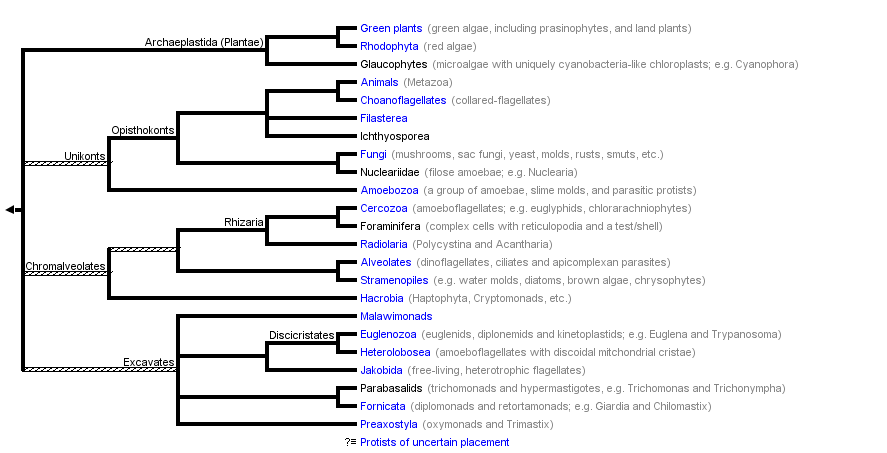 Archaeplastida (Plantae)
Green plants (green algae, including prasinophytes, and land plants)
Rhodophyta (red algae)
Glaucophytes (microalgae with uniquely cyanobacteria-like chloroplasts; e.g. Cyanophora)
Animals (Metazoa)
Choanoflagellates (collared-flagellates)
Filasterea
Opisthokonts
Ichthyosporea
Unikonts
Fungi (mushrooms, sac fungi, yeast, molds, rusts, smuts, etc.)
Nucleariidae (filose amoebae; e.g. Nuclearia)
Amoebozoa (a group of amoebae, slime molds, and parasitic protists)
Cercozoa (amoeboflagellates; e.g. euglyphids, chlorarachniophytes)
Rhizaria
Foraminifera (complex cells with reticulopodia and a test/shell)
Radiolaria (Polycystina and Acantharia)
Chromalveolates
Alveolates (dinoflagellates, ciliates and apicomplexan parasites)
Stramenopiles (e.g. water molds, diatoms, brown algae, chrysophytes)
Hacrobia (Haptophyta, Cryptomonads, etc.)
Malawimonads
Discicristates
Euglenozoa (euglenids, diplonemids and kinetoplastids; e.g. Euglena and Trypanosoma)
Heterolobosea (amoeboflagellates with discoidal mitchondrial cristae)
Excavates
Jakobida (free-living, heterotrophic flagellates)
Parabasalids (trichomonads and hypermastigotes, e.g. Trichomonas and Trichonympha)
Fornicata (diplomonads and retortamonads; e.g. Giardia and Chilomastix)
Preaxostyla (oxymonads and Trimastix)
?≡ Protists of uncertain placement